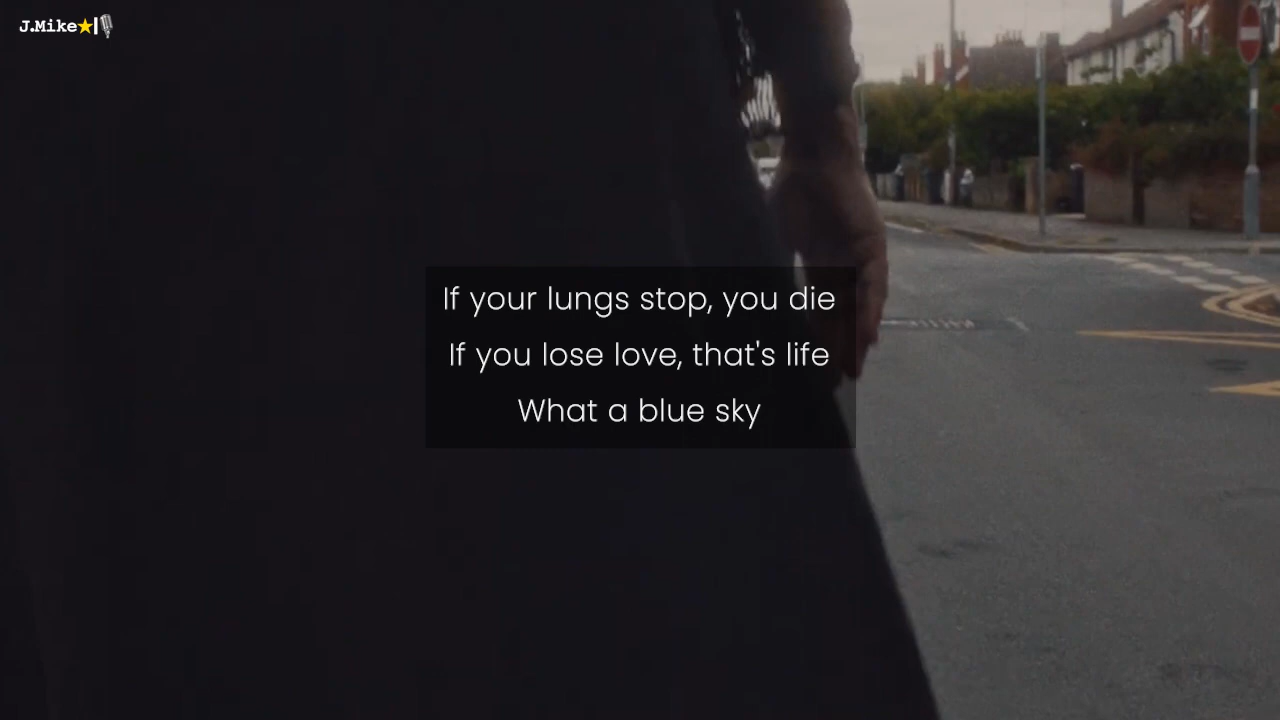 J.Mike
If your lungs stop, you die
If you lose love, that's life
What a blue sky